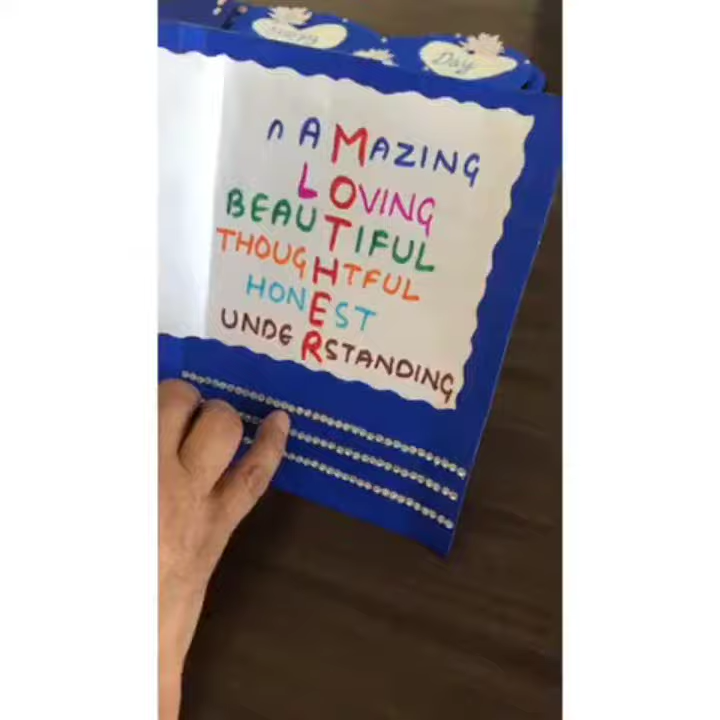 Day
∩ AMAZING
LOVING
BEAUTIFUL
THOUGHTFUL
HONEST
UNDERSTANDING